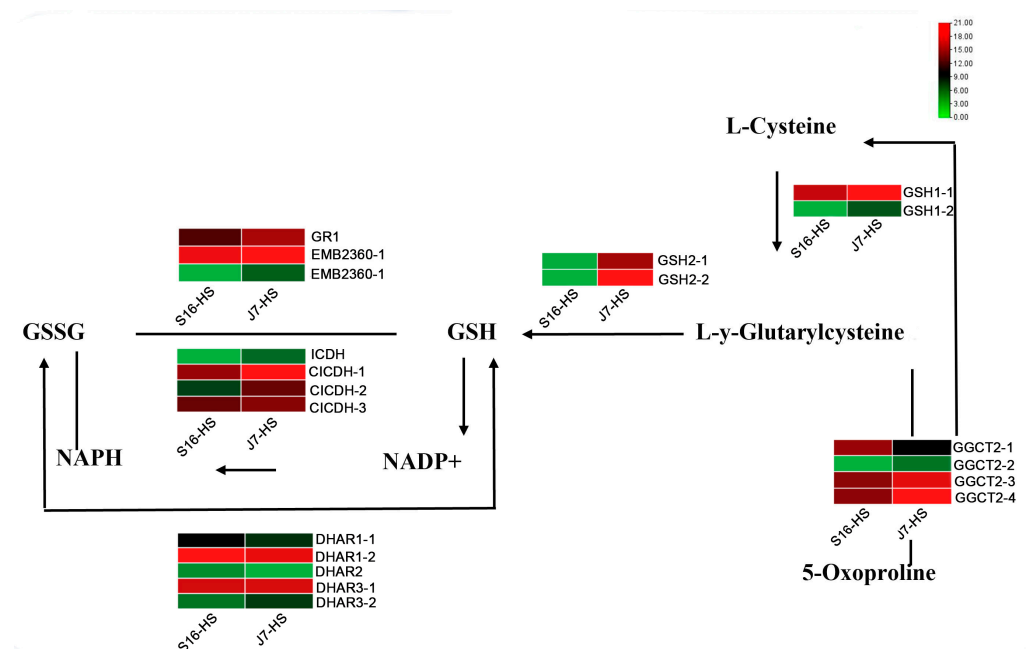 21.00
18.00
15.00
12.00
9.00
6.00
3.00
0.00
L-Cysteine
GSH1-1
GSH1-2
S16-HS
J7-HS
GR1
EMB2360-1
EMB2360-1
S16-HS
J7-HS
GSH2-1
GSH2-2
S16-HS
J7-HS
GSSG
GSH
L-y-Glutarylcysteine
ICDH
CICDH-1
CICDH-2
CICDH-3
S16-HS
J7-HS
NAPH
NADP+
GGCT2-1
GGCT2-2
GGCT2-3
GGCT2-4
S16-HS
J7-HS
5-Oxoproline
DHAR1-1
DHAR1-2
DHAR2
DHAR3-1
DHAR3-2
S16-HS
J7-HS